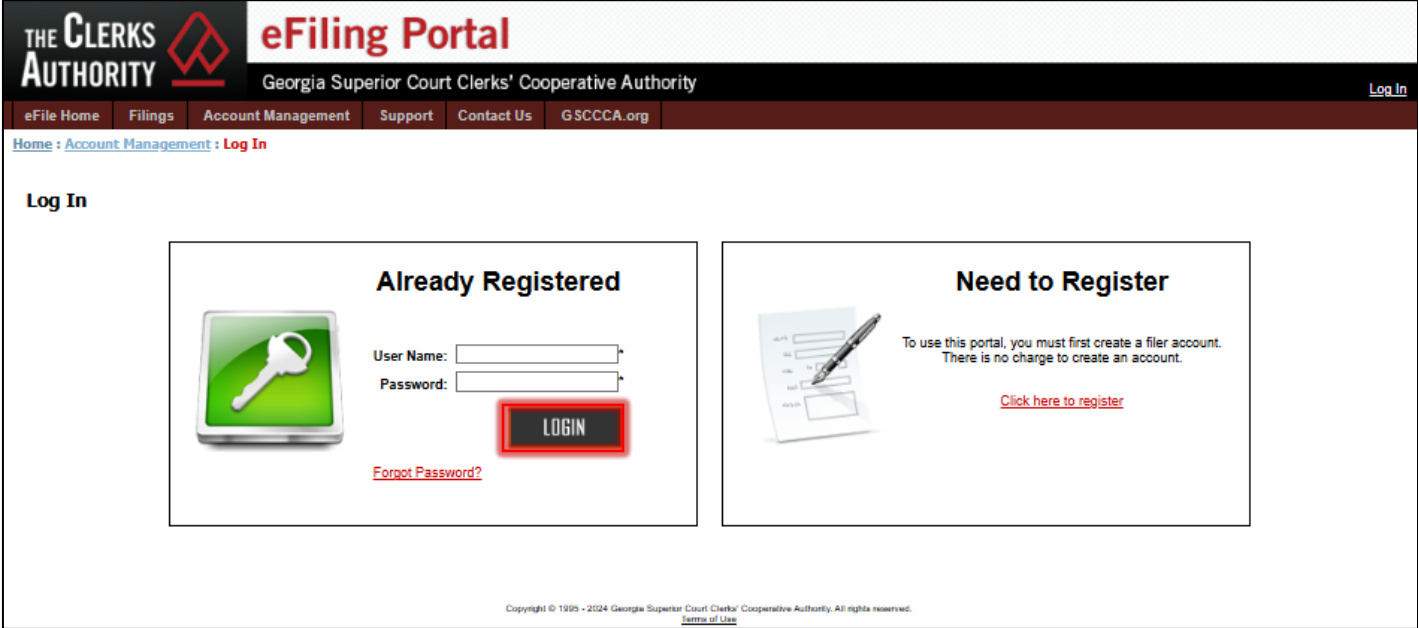 THE CLERKS
AUTHORITY
eFiling Portal
Georgia Superior Court Clerks' Cooperative Authority
Log In
eFile Home Filings Account Management Support Contact Us GSCCCA.org
Home : Account Management : Log In
Log In
Already Registered
User Name: *
Password: *
LOGIN
Forgot Password?
Need to Register
To use this portal, you must first create a filer account.
There is no charge to create an account.
Click here to register
Copyright © 1995 - 2024 Georgia Superior Court Clerks' Cooperative Authority. All rights reserved.
Terms of Use